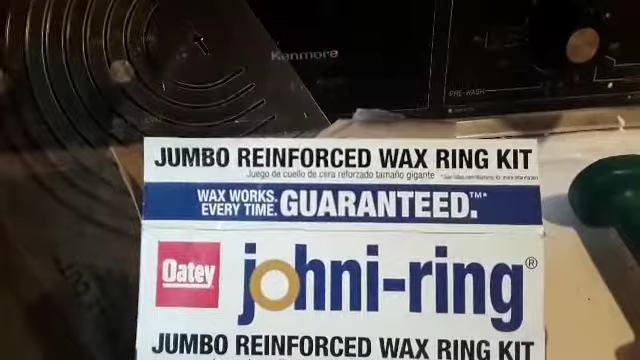 Kenmore
PRE-WASH
JUMBO REINFORCED WAX RING KIT
Juego de cuello de cera reforzado tamaño gigante
WAX WORKS.
EVERY TIME. GUARANTEED.™*
Oatey johni-ring®
JUMBO REINFORCED WAX RING KIT